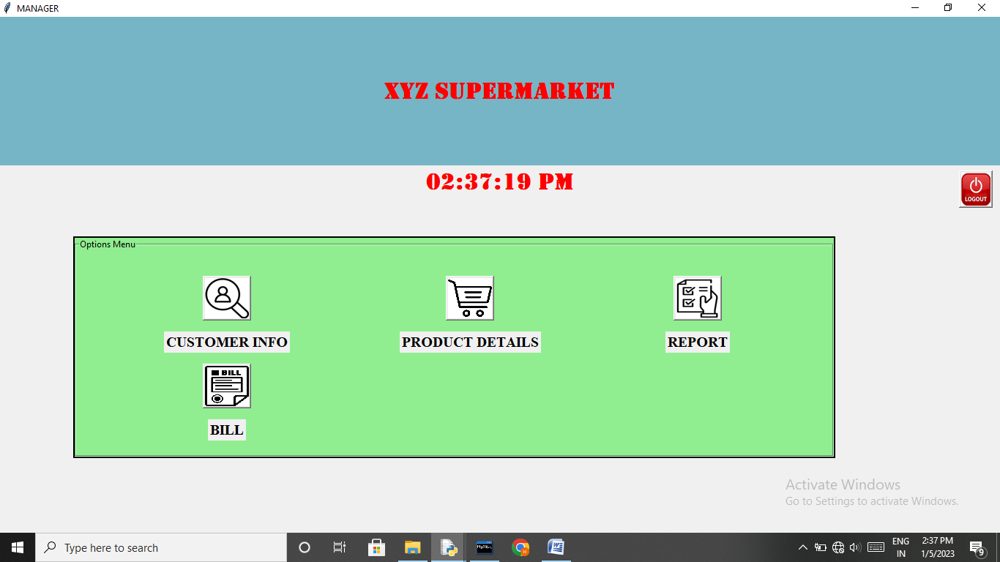 MANAGER
XYZ SUPERMARKET
02:37:19 PM
LOGOUT
Options Menu
CUSTOMER INFO
PRODUCT DETAILS
REPORT
BILL
BILL
Activate Windows
Go to Settings to activate Windows.
Type here to search
MySQL
W
ENG
IN
2:37 PM
1/5/2023
9